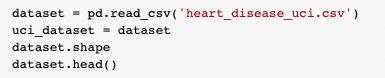 dataset = pd.read_csv('heart_disease_uci.csv')
uci_dataset = dataset
dataset.shape
dataset.head()